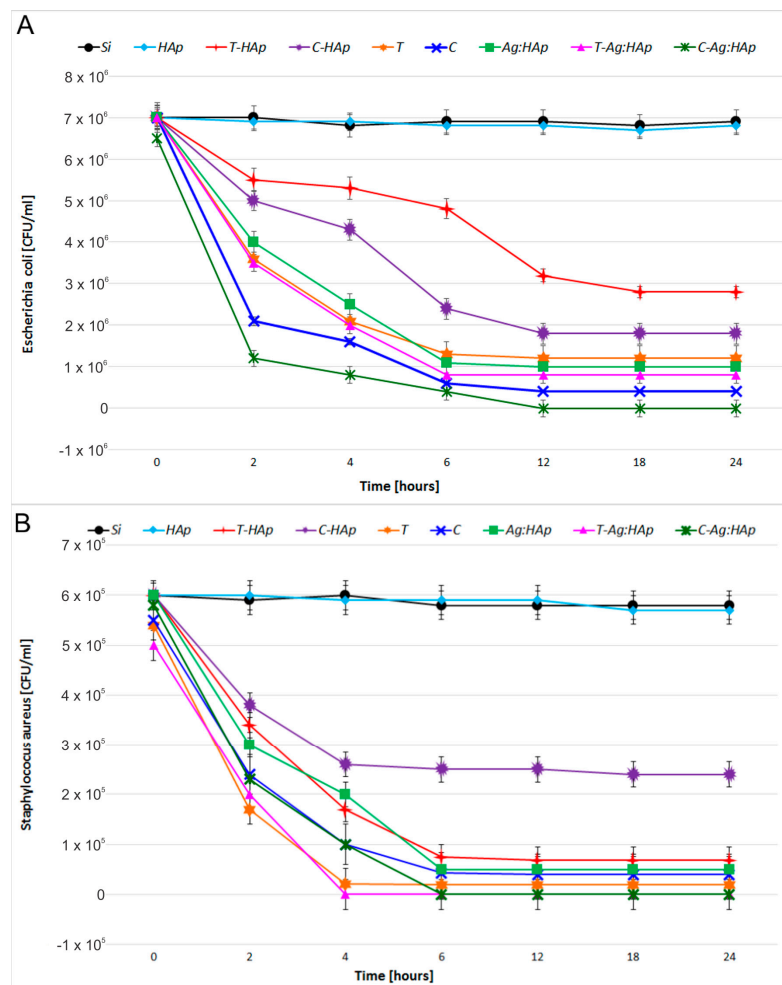 A
Si HAp T-HAp C-HAp T C Ag:HAp T-Ag:HAp C-Ag:HAp
8 x 10⁶
7 x 10⁶
6 x 10⁶
5 x 10⁶
4 x 10⁶
3 x 10⁶
2 x 10⁶
1 x 10⁶
0
-1 x 10⁶
Escherichia coli [CFU/ml]
0 2 4 6 12 18 24
Time [hours]
B
Si HAp T-HAp C-HAp T C Ag:HAp T-Ag:HAp C-Ag:HAp
7 x 10⁵
6 x 10⁵
5 x 10⁵
4 x 10⁵
3 x 10⁵
2 x 10⁵
1 x 10⁵
0
-1 x 10⁵
Staphylococcus aureus [CFU/ml]
0 2 4 6 12 18 24
Time [hours]